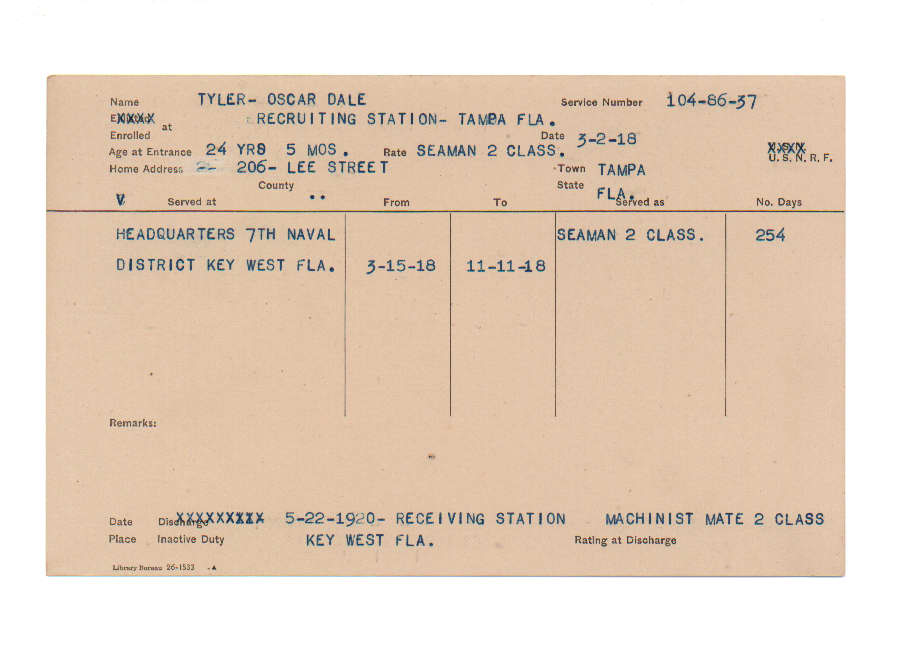 Name TYLER- OSCAR DALE Service Number 104-86-37
at RECRUITING STATION- TAMPA FLA.
Enrolled Date 3-2-18
Age at Entrance 24 YRS 5 MOS. Rate SEAMAN 2 CLASS. U.S.N.R.F.
Home Address 206- LEE STREET Town TAMPA
County State FLA.
V. Served at •• From To Served as No. Days
HEADQUARTERS 7TH NAVAL SEAMAN 2 CLASS. 254
DISTRICT KEY WEST FLA. 3-15-18 11-11-18
Remarks:
Date Discharge XXXXXXXXX 5-22-1920- RECEIVING STATION MACHINIST MATE 2 CLASS
Place Inactive Duty KEY WEST FLA. Rating at Discharge
Library Bureau 26-1533 -A